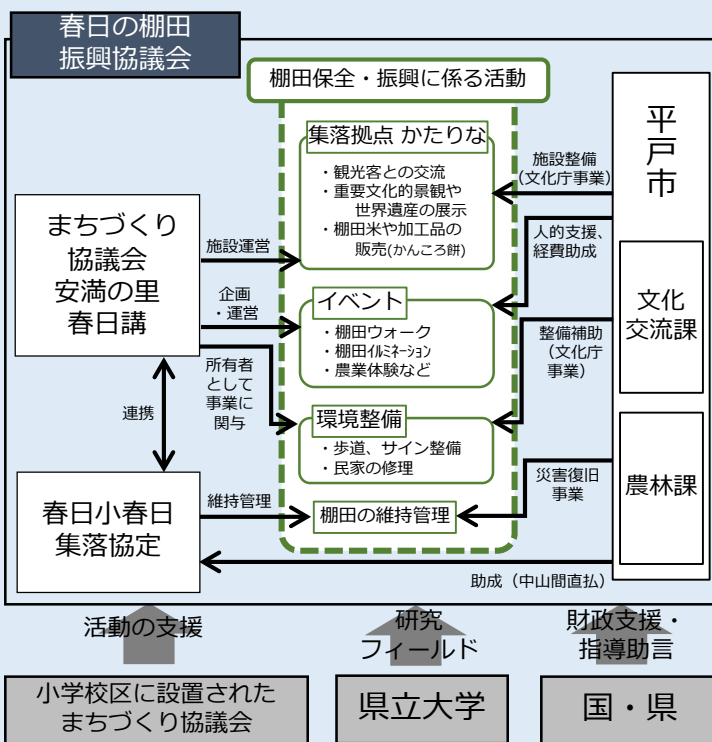 春日の棚田
振興協議会
棚田保全・振興に係る活動
集落拠点 かたりな
・観光客との交流
・重要文化的景観や
世界遺産の展示
・棚田米や加工品の
販売(かんころ餅)
イベント
・棚田ウォーク
・棚田ｲﾙﾐﾈｰｼｮﾝ
・農業体験など
環境整備
・歩道、サイン整備
・民家の修理
棚田の維持管理
まちづくり
協議会
安満の里
春日講
施設運営
企画
・運営
所有者
として
事業に
関与
連携
春日小春日
集落協定
維持管理
平戸市
文化
交流課
農林課
施設整備
(文化庁事業)
人的支援、
経費助成
整備補助
（文化庁
事業）
災害復旧
事業
助成（中山間直払）
活動の支援
研究
フィールド
財政支援・
指導助言
小学校区に設置された
まちづくり協議会
県立大学
国・県